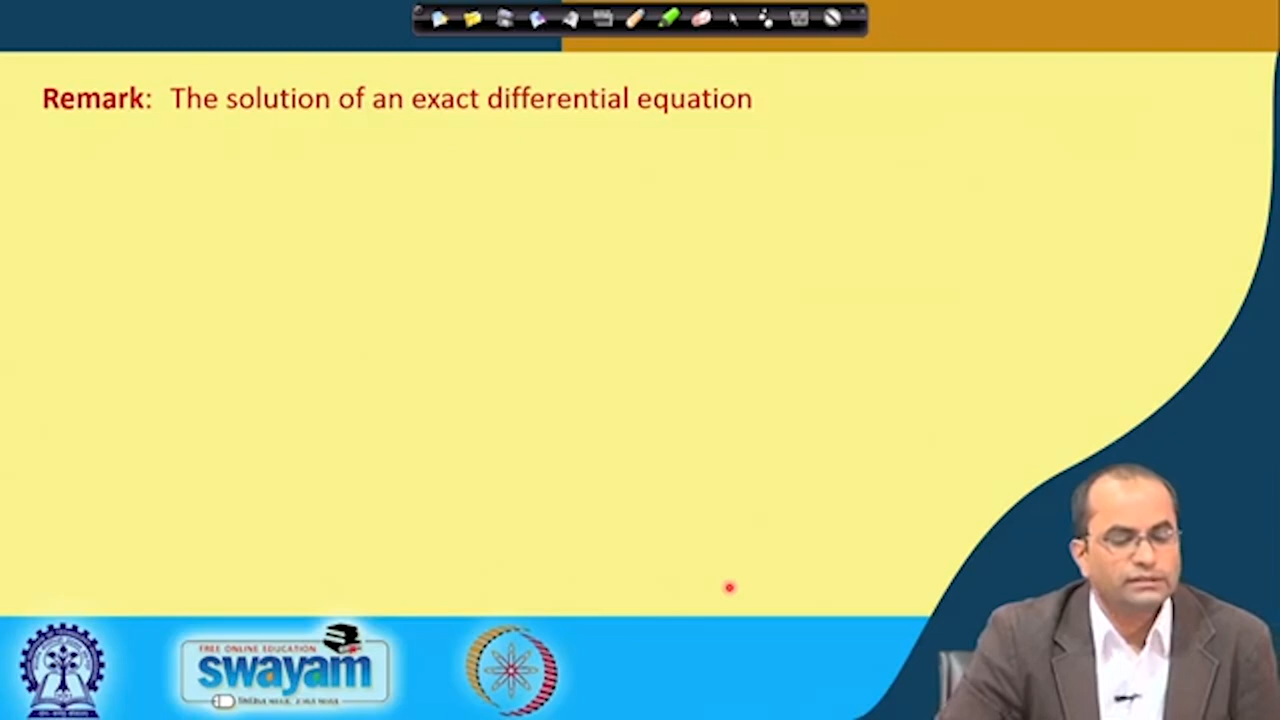 Remark: The solution of an exact differential equation
FREE ONLINE EDUCATION
swayam